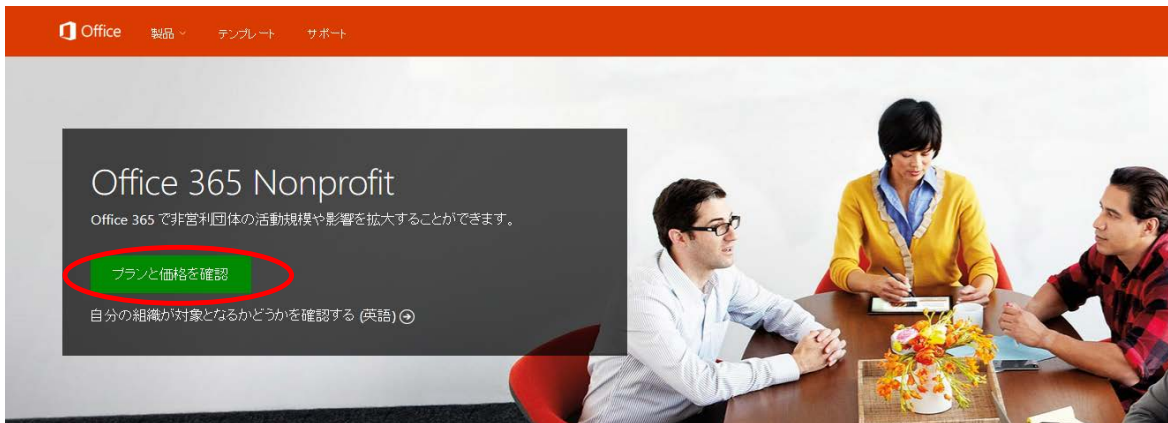 Office 製品 テンプレート サポート
Office 365 Nonprofit
Office 365 で非営利団体の活動規模や影響を拡大することができます。
プランと価格を確認
自分の組織が対象となるかどうかを確認する (英語)